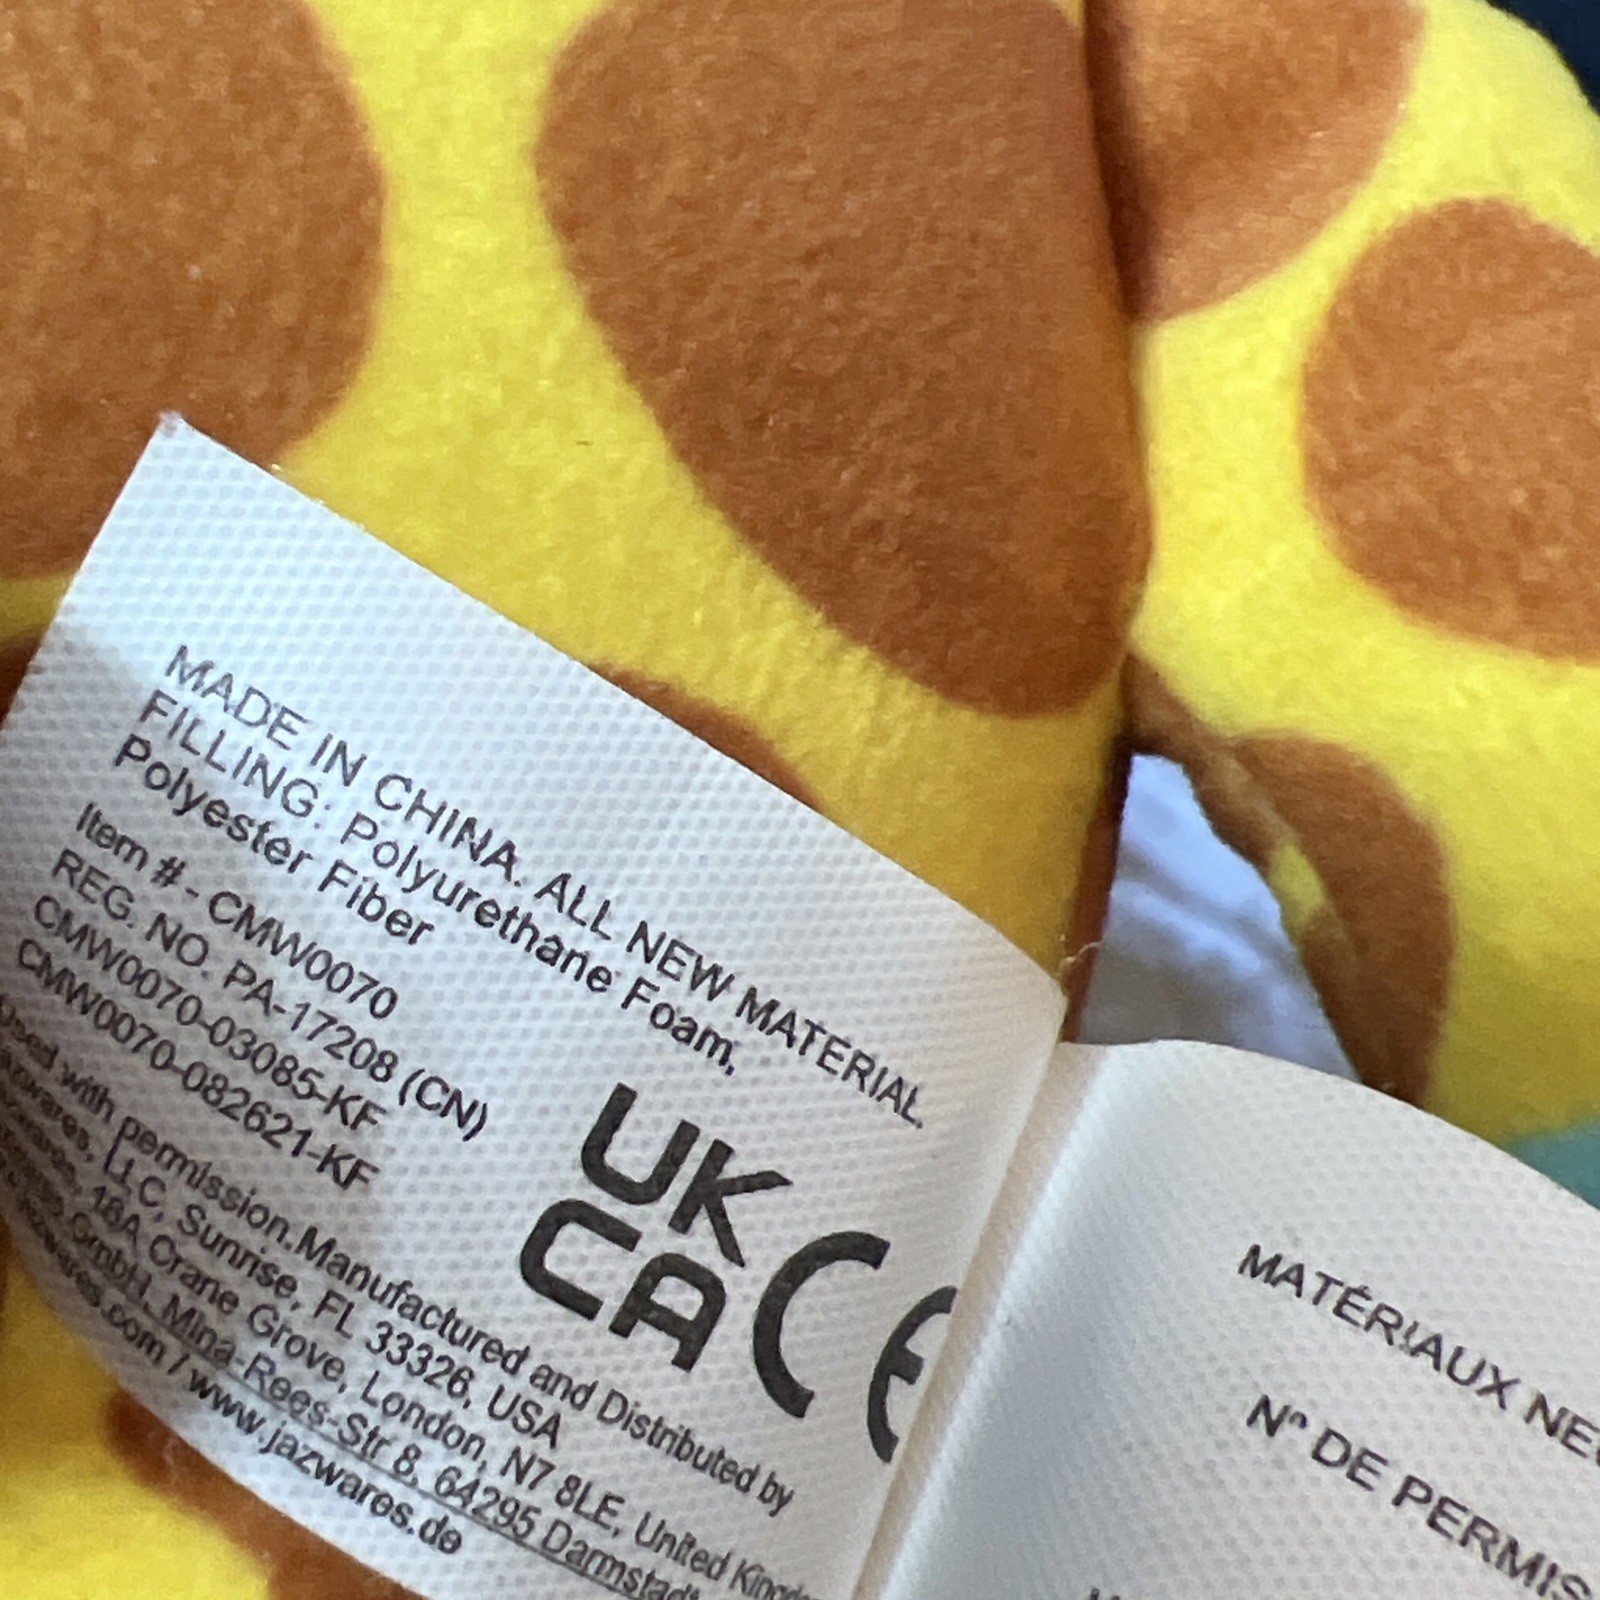 MADE IN CHINA. ALL NEW MATERIAL.
FILLING: Polyurethane Foam,
Polyester Fiber
Item # - CMW0070
REG. NO. PA-17208 (CN)
CMW0070-03085-KF
CMW0070-082621-KF
UK
CA
CE
Used with permission. Manufactured and Distributed by
Jazwares, LLC, Sunrise, FL 33326, USA
16A Crane Grove, London, N7 8LE, United
GmbH, Mina-Rees-Str 8, 64295 Darmstadt
jazwares.com / www.jazwares.de
MATÉRIAUX
Nº DE PERMIS